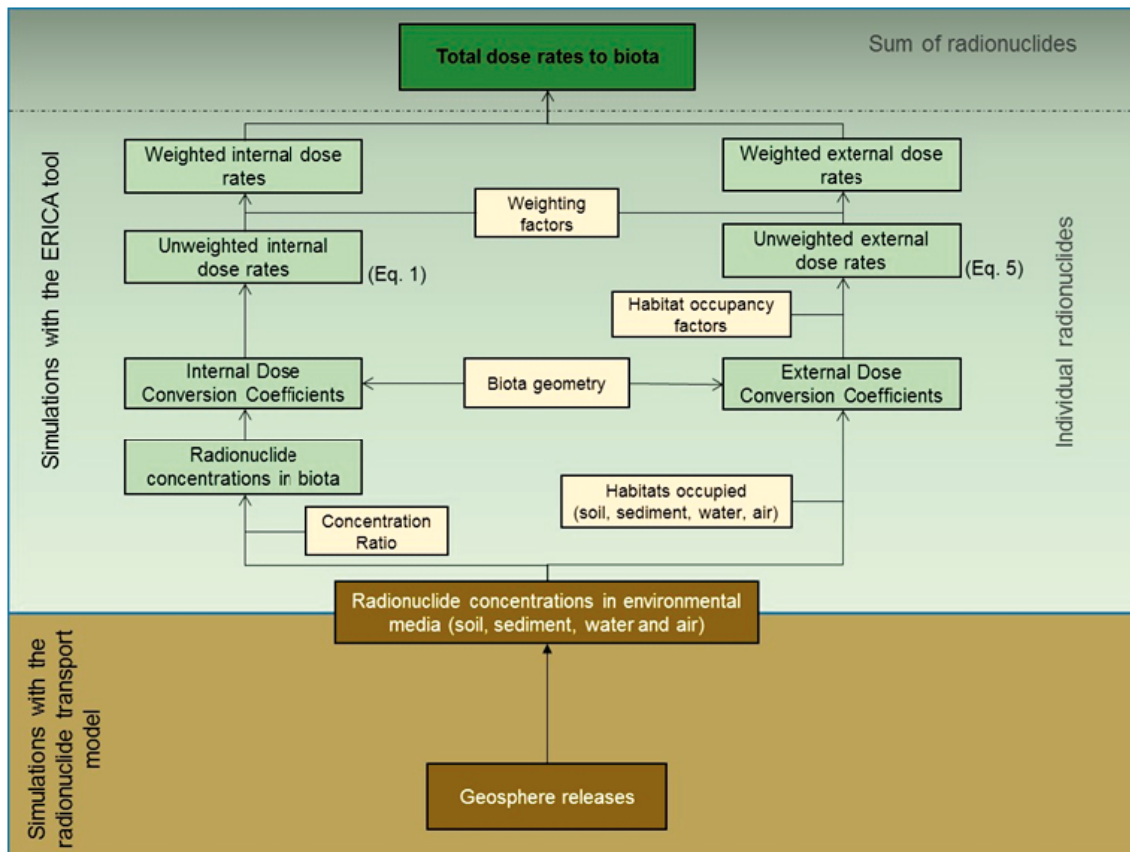 Sum of radionuclides
Total dose rates to biota
Weighted internal dose
rates
Weighted external dose
rates
Weighting
factors
Unweighted internal
dose rates
(Eq. 1)
Unweighted external
dose rates
(Eq. 5)
Habitat occupancy
factors
Internal Dose
Conversion Coefficients
Biota geometry
External Dose
Conversion Coefficients
Radionuclide
concentrations in biota
Habitats occupied
(soil, sediment, water, air)
Concentration
Ratio
Radionuclide concentrations in environmental
media (soil, sediment, water and air)
Geosphere releases
Simulations with the ERICA tool
Individual radionuclides
Simulations with the
radionuclide transport
model